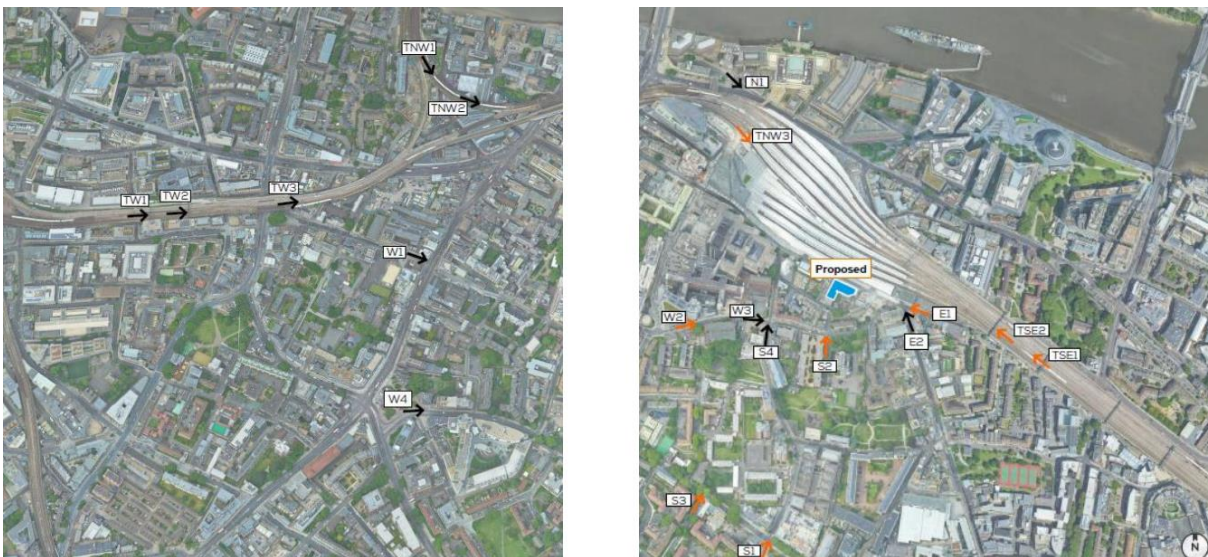 TNW1
TNW2
TW1
TW2
TW3
W1
W4
N1
TNW3
Proposed
W2
W3
S4
S2
E1
E2
TSE2
TSE1
S3
S1
N